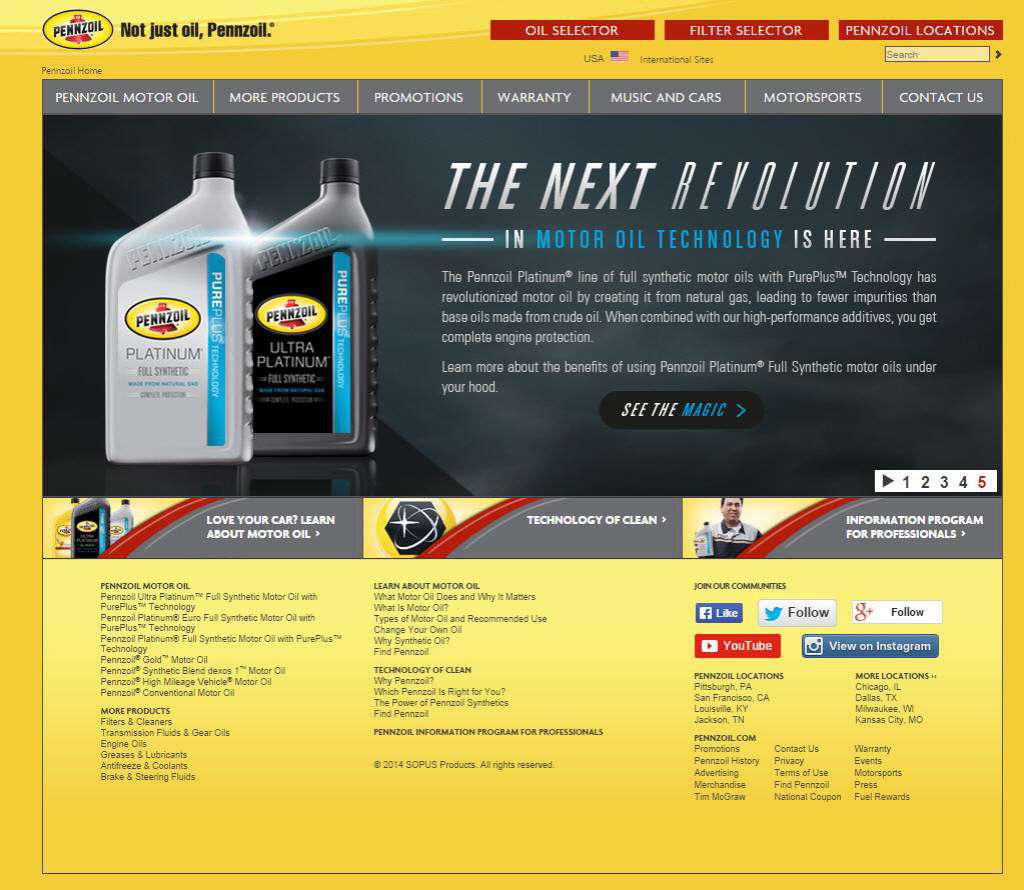 PENNZOIL Not just oil, Pennzoil.®
OIL SELECTOR
FILTER SELECTOR
PENNZOIL LOCATIONS
USA
International Sites
Search
Pennzoil Home
PENNZOIL MOTOR OIL
MORE PRODUCTS
PROMOTIONS
WARRANTY
MUSIC AND CARS
MOTORSPORTS
CONTACT US
PENNZOIL
PENNZOIL
PLATINUM
FULL SYNTHETIC
MADE FROM NATURAL GAS
COMPLETE PROTECTION
PUREPLUS TECHNOLOGY
PENNZOIL
PENNZOIL
ULTRA
PLATINUM
FULL SYNTHETIC
MADE FROM NATURAL GAS
COMPLETE PROTECTION
PUREPLUS TECHNOLOGY
THE NEXT REVOLUTION
IN MOTOR OIL TECHNOLOGY IS HERE
The Pennzoil Platinum® line of full synthetic motor oils with PurePlus™ Technology has
revolutionized motor oil by creating it from natural gas, leading to fewer impurities than
base oils made from crude oil. When combined with our high-performance additives, you get
complete engine protection.
Learn more about the benefits of using Pennzoil Platinum® Full Synthetic motor oils under
your hood.
SEE THE MAGIC >
1 2 3 4 5
LOVE YOUR CAR? LEARN
ABOUT MOTOR OIL >
TECHNOLOGY OF CLEAN >
INFORMATION PROGRAM
FOR PROFESSIONALS >
PENNZOIL MOTOR OIL
Pennzoil Ultra Platinum™ Full Synthetic Motor Oil with
PurePlus™ Technology
Pennzoil Platinum® Euro Full Synthetic Motor Oil with
PurePlus™ Technology
Pennzoil Platinum® Full Synthetic Motor Oil with PurePlus™
Technology
Pennzoil® Gold™ Motor Oil
Pennzoil® Synthetic Blend dexos 1™ Motor Oil
Pennzoil® High Mileage Vehicle® Motor Oil
Pennzoil® Conventional Motor Oil
MORE PRODUCTS
Filters & Cleaners
Transmission Fluids & Gear Oils
Engine Oils
Greases & Lubricants
Antifreeze & Coolants
Brake & Steering Fluids
LEARN ABOUT MOTOR OIL
What Motor Oil Does and Why It Matters
What Is Motor Oil?
Types of Motor Oil and Recommended Use
Change Your Own Oil
Why Synthetic Oil?
Find Pennzoil
TECHNOLOGY OF CLEAN
Why Pennzoil?
Which Pennzoil Is Right for You?
The Power of Pennzoil Synthetics
Find Pennzoil
PENNZOIL INFORMATION PROGRAM FOR PROFESSIONALS
© 2014 SOPUS Products. All rights reserved.
JOIN OUR COMMUNITIES
Like
Follow
g+ Follow
YouTube
View on Instagram
PENNZOIL LOCATIONS
Pittsburgh, PA
San Francisco, CA
Louisville, KY
Jackson, TN
MORE LOCATIONS ››
Chicago, IL
Dallas, TX
Milwaukee, WI
Kansas City, MO
PENNZOIL.COM
Promotions
Pennzoil History
Advertising
Merchandise
Tim McGraw
Contact Us
Privacy
Terms of Use
Find Pennzoil
National Coupon
Warranty
Events
Motorsports
Press
Fuel Rewards